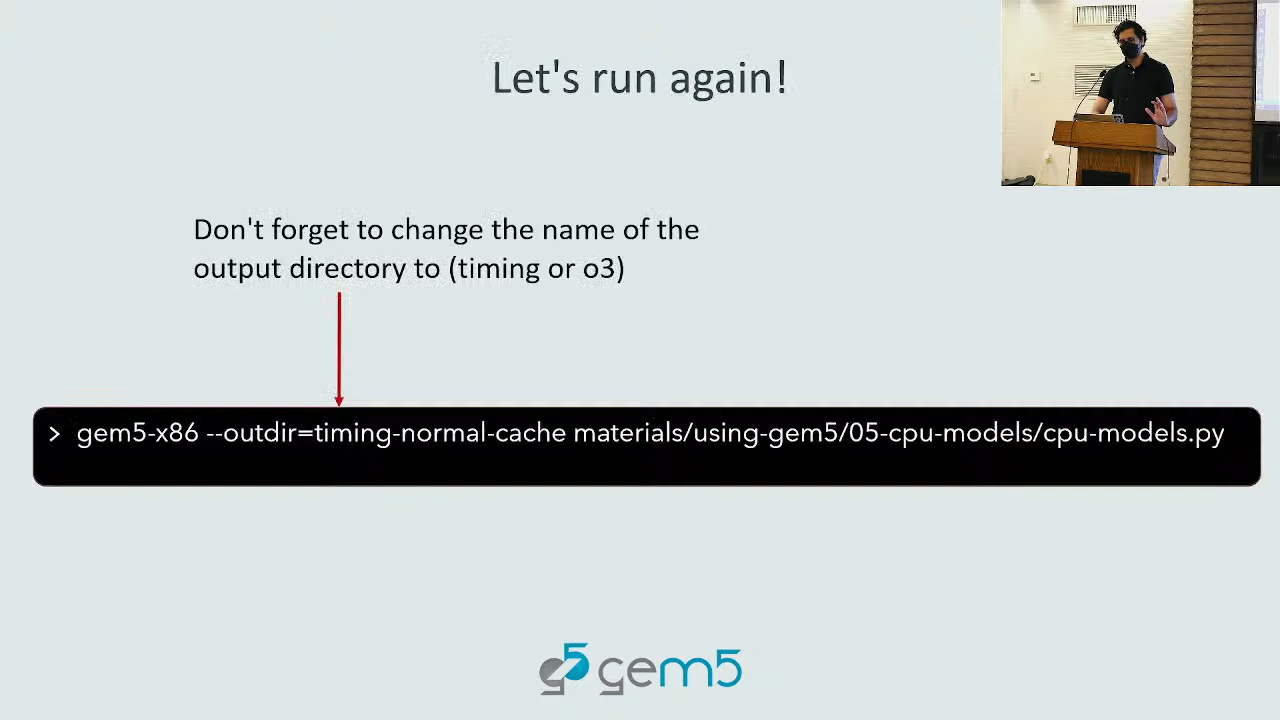 Let's run again!
Don't forget to change the name of the
output directory to (timing or o3)
> gem5-x86 --outdir=timing-normal-cache materials/using-gem5/05-cpu-models/cpu-models.py
g5 gem5